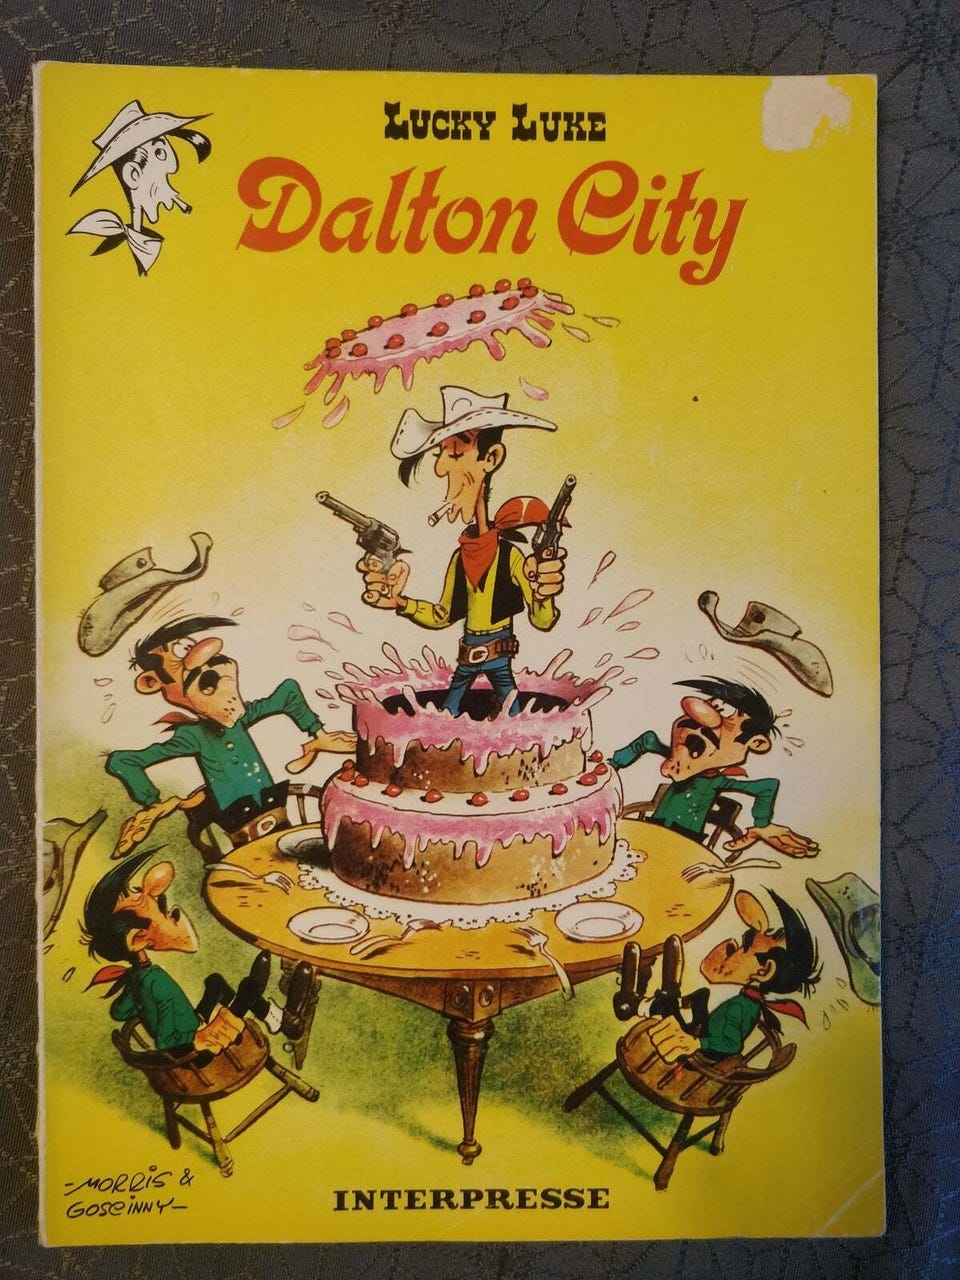 LUCKY LUKE
Dalton City
-MORRIS &
GOSCINNY-
INTERPRESSE